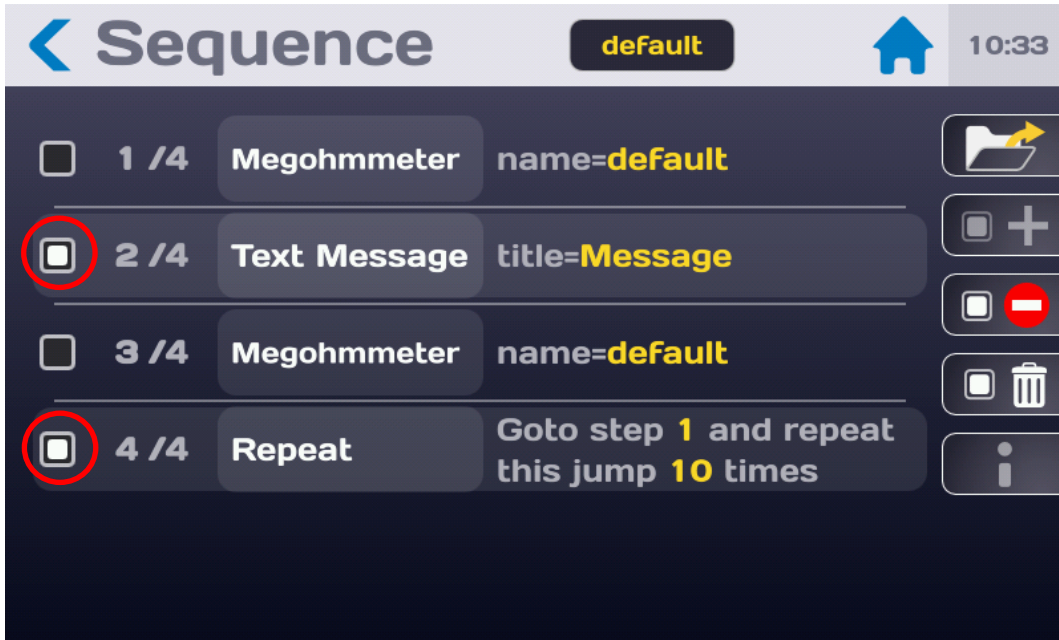 Sequence
default
10:33
1 /4 Megohmmeter name=default
2 /4 Text Message title=Message
3 /4 Megohmmeter name=default
4 /4 Repeat Goto step 1 and repeat
this jump 10 times